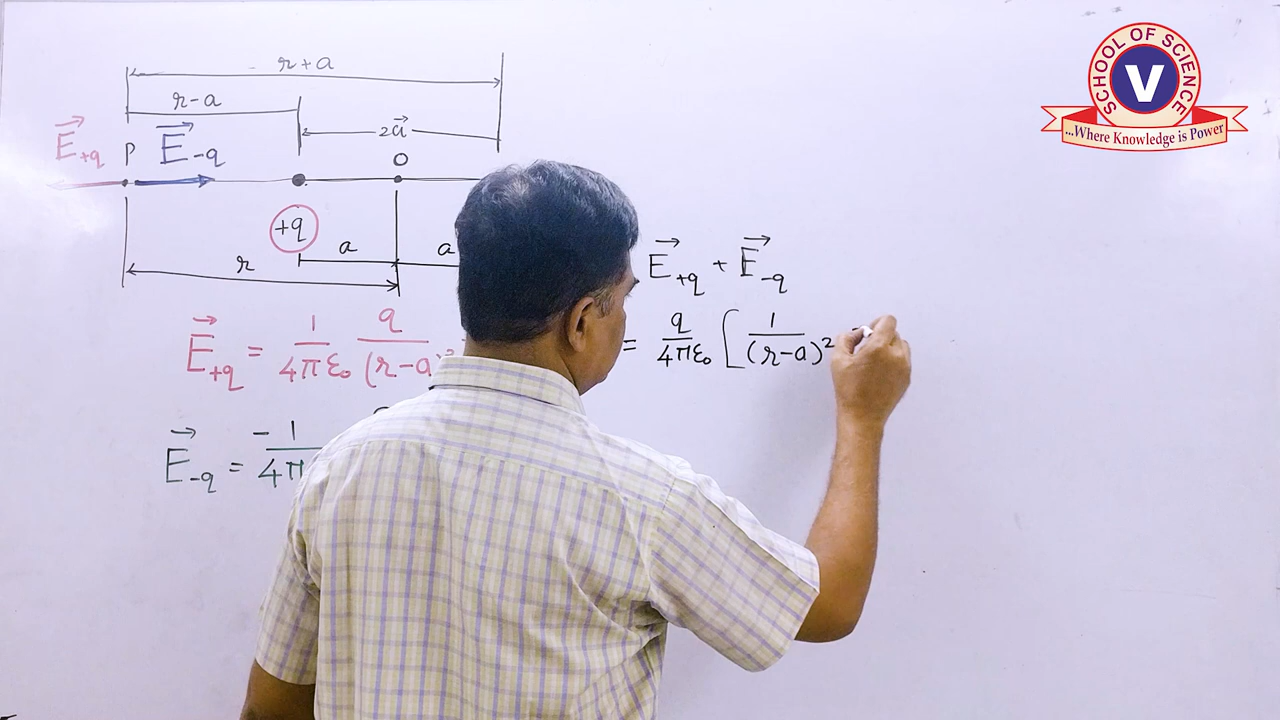 SCHOOL OF SCIENCE
V
...Where Knowledge is Power
r+a
r-a
2a⃗
E⃗₊q P E⃗₋q O
+q
a a
r
E⃗₊q + E⃗₋q
E⃗₊q = 1/4πε₀ q/(r-a)
= q/4πε₀ [ 1/(r-a)²
E⃗₋q = -1/4π